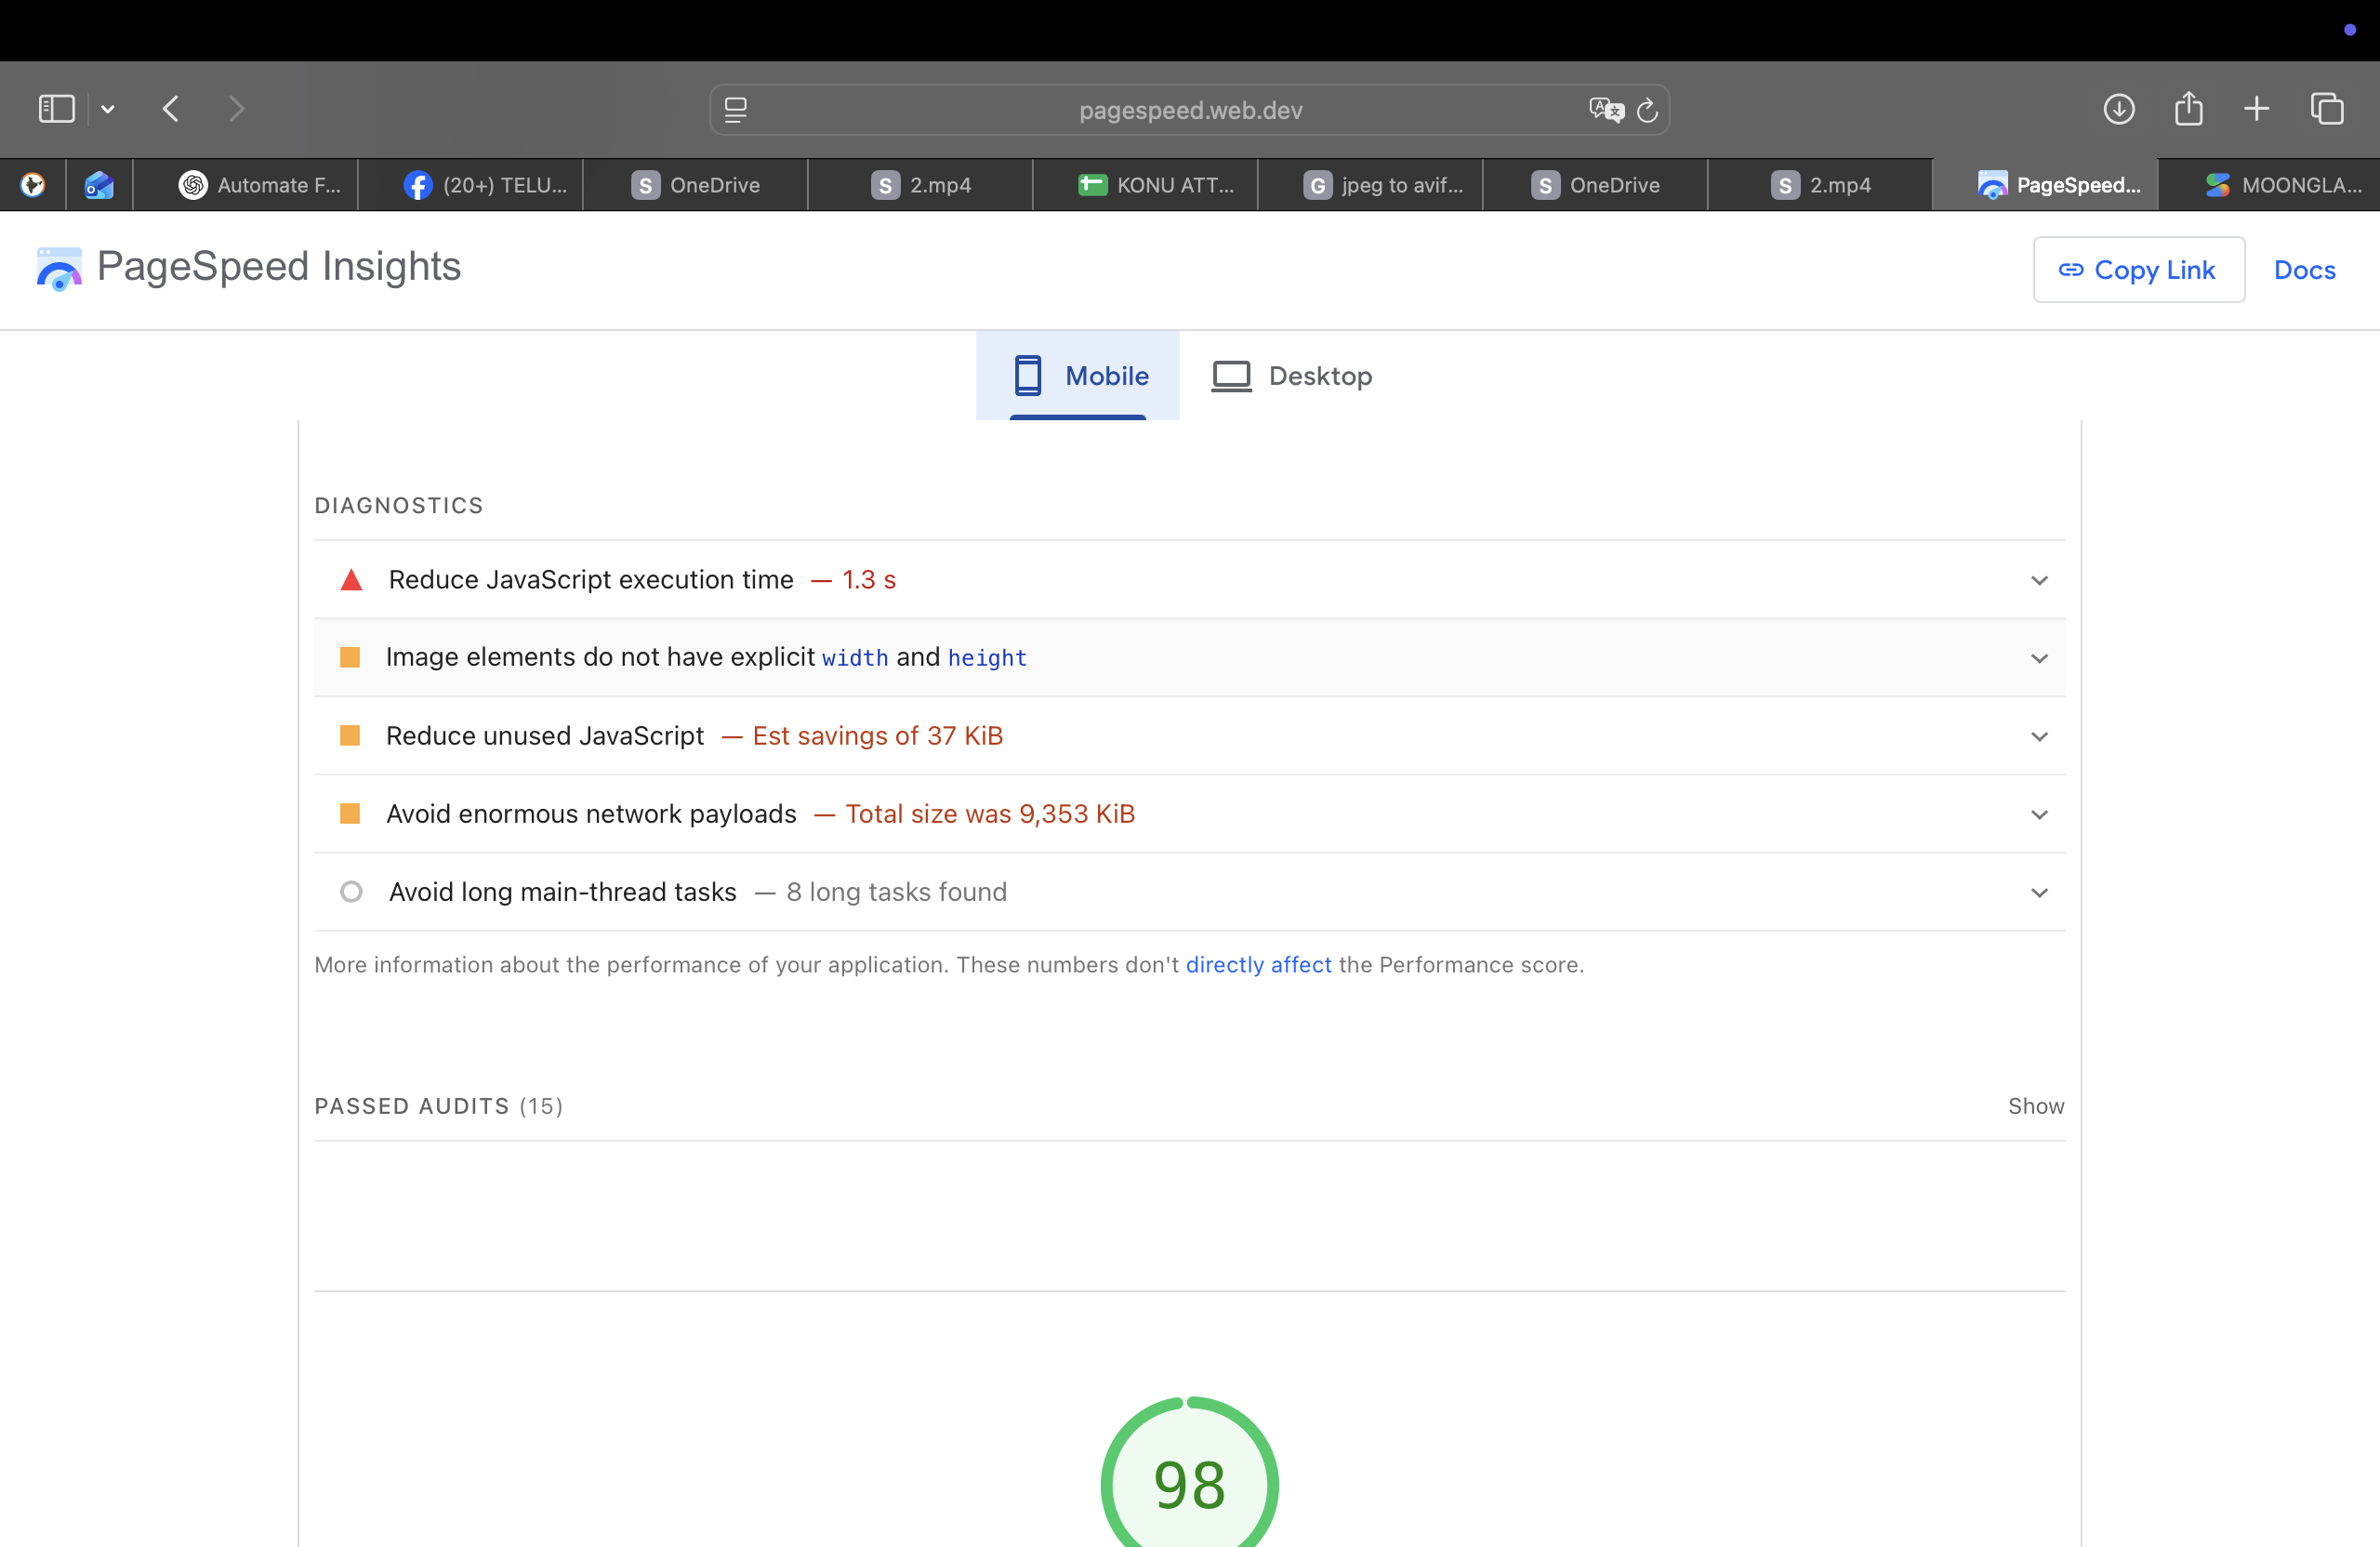 pagespeed.web.dev
Automate F...
(20+) TELU...
S OneDrive
S 2.mp4
KONU ATT...
G jpeg to avif...
S OneDrive
S 2.mp4
PageSpeed...
MOONGLA...
PageSpeed Insights
Copy Link
Docs
Mobile
Desktop
DIAGNOSTICS
Reduce JavaScript execution time — 1.3 s
Image elements do not have explicit width and height
Reduce unused JavaScript — Est savings of 37 KiB
Avoid enormous network payloads — Total size was 9,353 KiB
Avoid long main-thread tasks — 8 long tasks found
More information about the performance of your application. These numbers don't directly affect the Performance score.
PASSED AUDITS (15)
Show
98